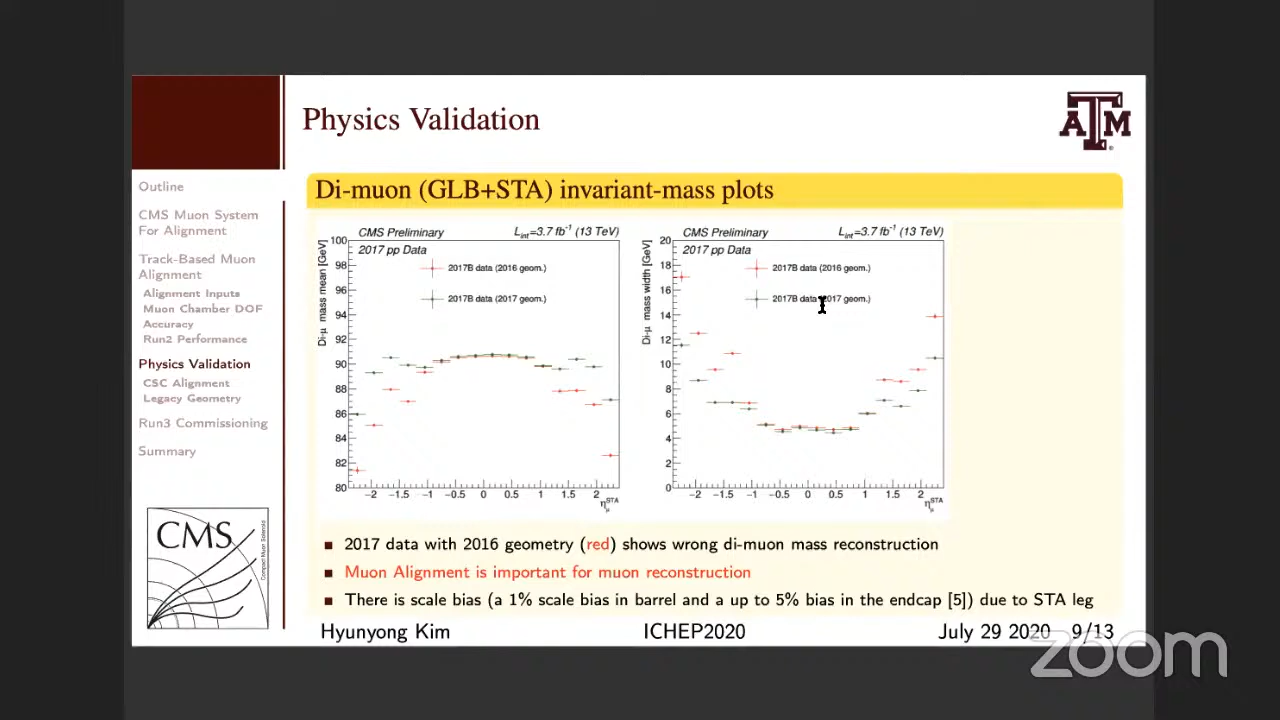 Physics Validation
ĀM
Outline
CMS Muon System
For Alignment
Track-Based Muon
Alignment
Alignment Inputs
Muon Chamber DOF
Accuracy
Run2 Performance
Physics Validation
CSC Alignment
Legacy Geometry
Run3 Commissioning
Summary
CMS
Compact Muon Solenoid
Di-muon (GLB+STA) invariant-mass plots
CMS Preliminary L_int=3.7 fb⁻¹ (13 TeV)
2017 pp Data
2017B data (2016 geom.)
2017B data (2017 geom.)
Di-μ mass mean [GeV]
100
98
96
94
92
90
88
86
84
82
80
−2 −1.5 −1 −0.5 0 0.5 1 1.5 2
η_μ^STA
CMS Preliminary L_int=3.7 fb⁻¹ (13 TeV)
2017 pp Data
2017B data (2016 geom.)
2017B data (2017 geom.)
Di-μ mass width [GeV]
20
18
16
14
12
10
8
6
4
2
0
−2 −1.5 −1 −0.5 0 0.5 1 1.5 2
η_μ^STA
2017 data with 2016 geometry (red) shows wrong di-muon mass reconstruction
Muon Alignment is important for muon reconstruction
There is scale bias (a 1% scale bias in barrel and a up to 5% bias in the endcap [5]) due to STA leg
Hyunyong Kim ICHEP2020 July 29 2020 9/13
zoom